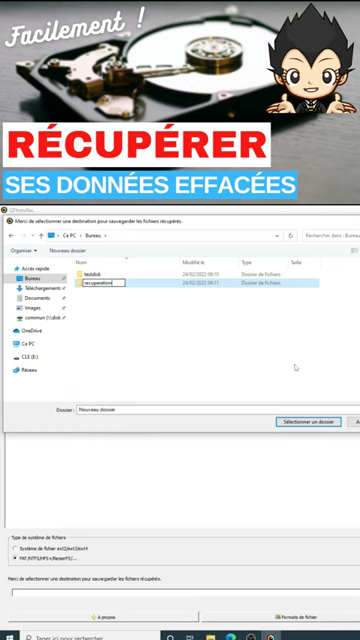 Facilement !
RÉCUPÉRER
SES DONNÉES EFFACÉES
QPhotoRec
Merci de sélectionner une destination pour sauvegarder les fichiers récupérés.
Ce PC > Bureau >
Rechercher dans : Bureau
Organiser
Nouveau dossier
Nom
Modifié le
Type
Taille
Accès rapide
Bureau
Téléchargements
Documents
Images
commun (\\disk
OneDrive
Ce PC
CLE (E:)
Réseau
testdisk
24/02/2022 09:10
Dossier de fichiers
recuperation
24/02/2022 08:11
Dossier de fichiers
Dossier :
Nouveau dossier
Sélectionner un dossier
Type de système de fichiers
Système de fichier ext2/ext3/ext4
FAT/NTFS/HFS+/ReiserFS/...
Merci de sélectionner une destination pour sauvegarder les fichiers récupérés.
A propos
Formats de fichier
Taper ici pour rechercher